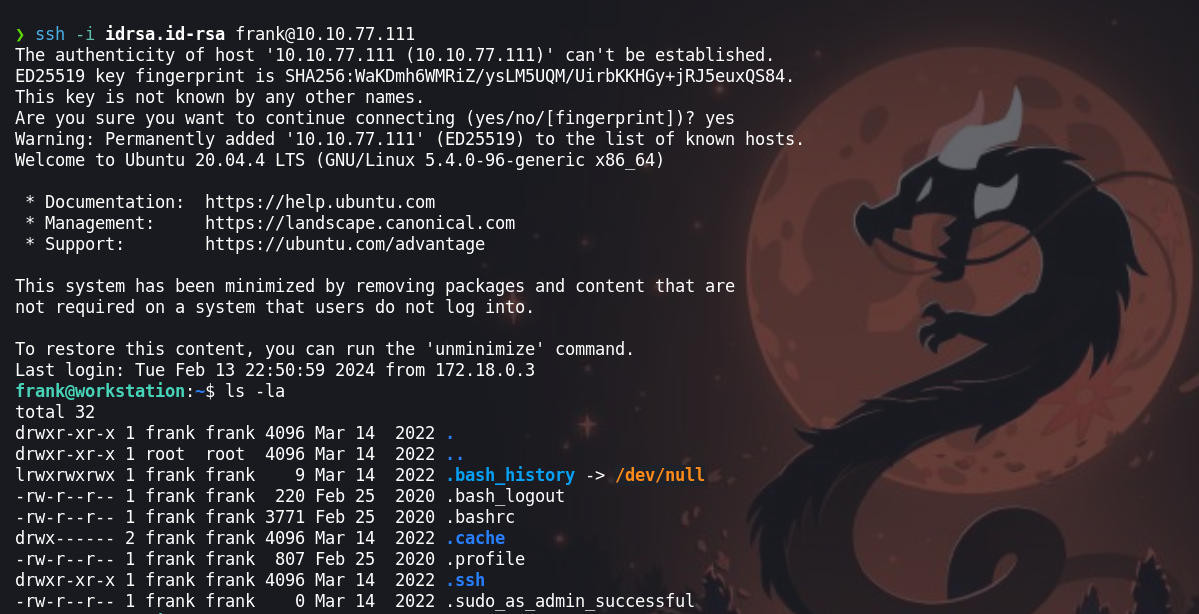 ❯ ssh -i idrsa.id-rsa frank@10.10.77.111
The authenticity of host '10.10.77.111 (10.10.77.111)' can't be established.
ED25519 key fingerprint is SHA256:WaKDmh6WMRiZ/ysLM5UQM/UirbKKHGy+jRJ5euxQS84.
This key is not known by any other names.
Are you sure you want to continue connecting (yes/no/[fingerprint])? yes
Warning: Permanently added '10.10.77.111' (ED25519) to the list of known hosts.
Welcome to Ubuntu 20.04.4 LTS (GNU/Linux 5.4.0-96-generic x86_64)
* Documentation:  https://help.ubuntu.com
* Management:     https://landscape.canonical.com
* Support:        https://ubuntu.com/advantage
This system has been minimized by removing packages and content that are
not required on a system that users do not log into.
To restore this content, you can run the 'unminimize' command.
Last login: Tue Feb 13 22:50:59 2024 from 172.18.0.3
frank@workstation:~$ ls -la
total 32
drwxr-xr-x 1 frank frank 4096 Mar 14  2022 .
drwxr-xr-x 1 root  root  4096 Mar 14  2022 ..
lrwxrwxrwx 1 frank frank    9 Mar 14  2022 .bash_history -> /dev/null
-rw-r--r-- 1 frank frank  220 Feb 25  2020 .bash_logout
-rw-r--r-- 1 frank frank 3771 Feb 25  2020 .bashrc
drwx------ 2 frank frank 4096 Mar 14  2022 .cache
-rw-r--r-- 1 frank frank  807 Feb 25  2020 .profile
drwxr-xr-x 1 frank frank 4096 Mar 14  2022 .ssh
-rw-r--r-- 1 frank frank    0 Mar 14  2022 .sudo_as_admin_successful